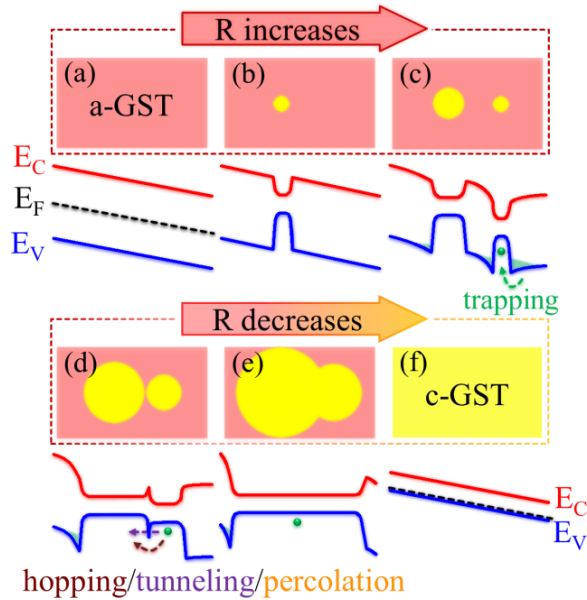 R increases
(a) (b) (c)
a-GST
E_C
E_F
E_V
trapping
R decreases
(d) (e) (f)
c-GST
E_C
E_V
hopping/tunneling/percolation